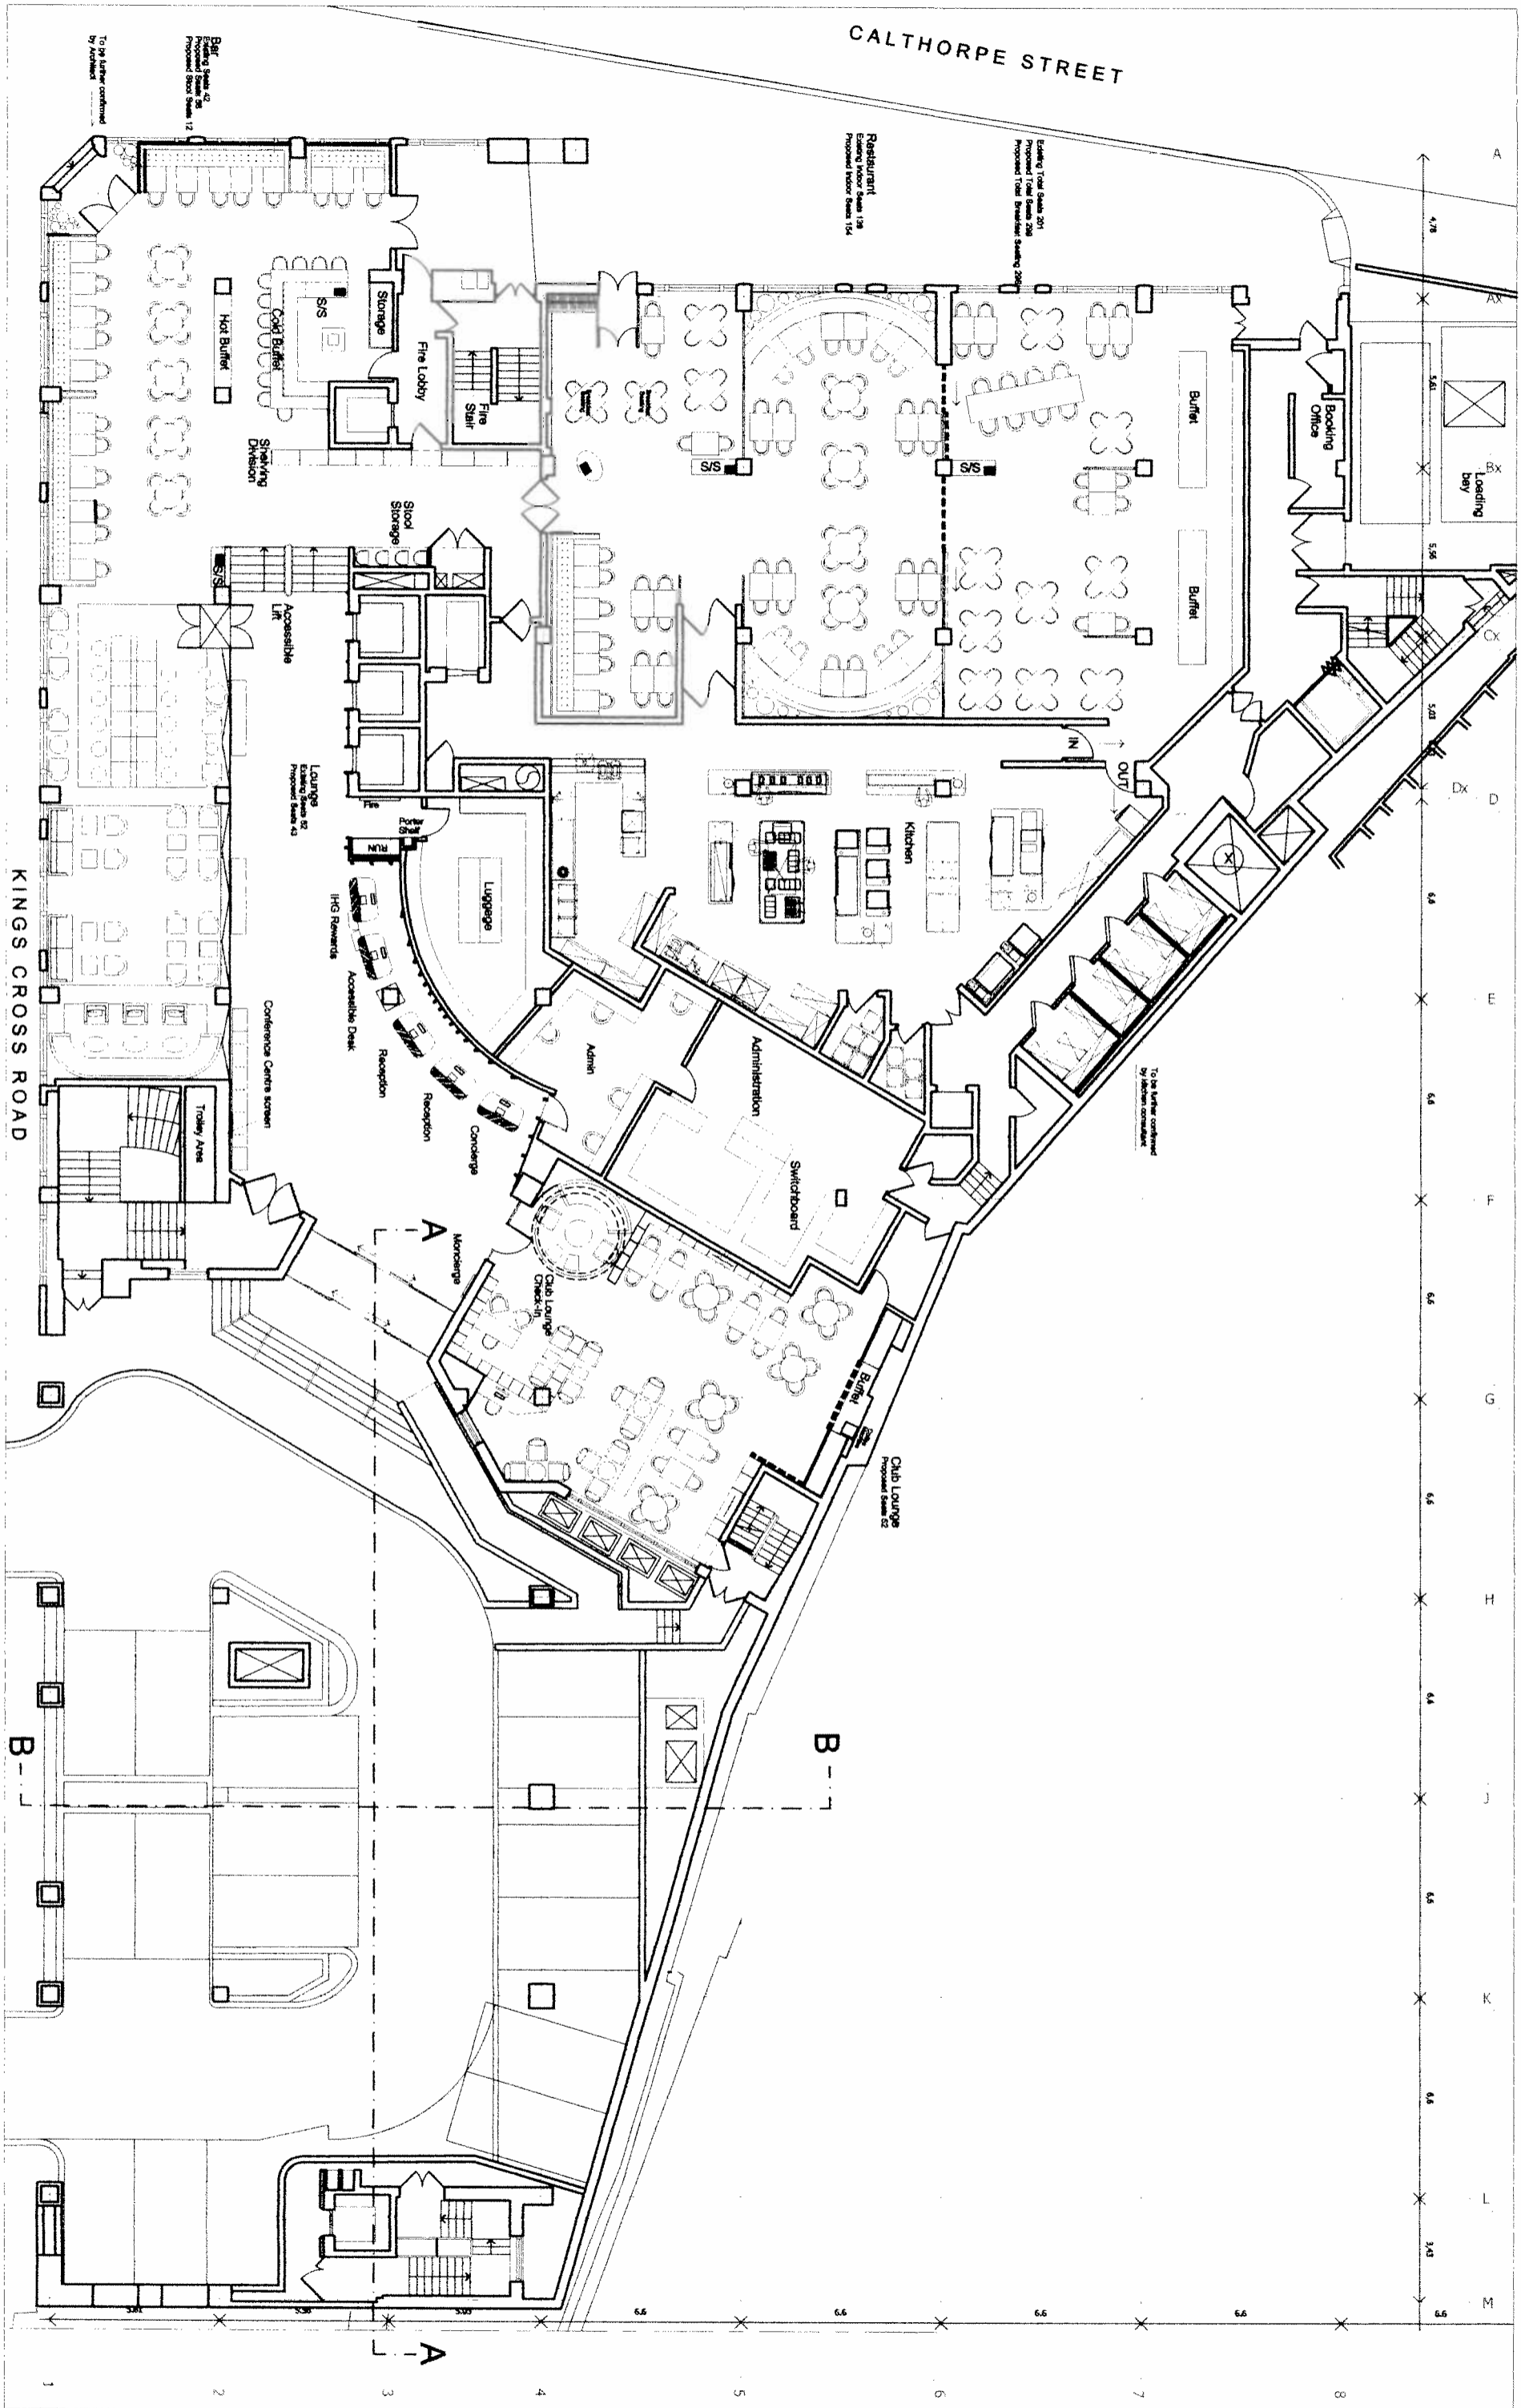 CALTHORPE STREET
KINGS CROSS ROAD
To be further confirmed
by Architect
Bar
Existing Seats 42
Proposed Seats 56
Proposed Stool Seats 12
Restaurant
Existing Indoor Seats 139
Proposed Indoor Seats 154
Existing Total Seats 201
Proposed Total Seats 299
Storage
S/S
Cold Buffet
Hot Buffet
Fire Lobby
Fire
Stair
Shelving
Division
Stool
Storage
S/S
S/S
S/S
Buffet
Buffet
Booking
Office
Loading
bay
Accessible
Lift
Lounge
Existing Seats 52
Proposed Seats 43
Fire
Porter
Shelf
RUN
Luggage
IHG Rewards
Accessible Desk
Reception
Reception
Concierge
Conference Centre screen
Trolley Area
Kitchen
IN
OUT
Admin
Administration
Switchboard
To be further confirmed
by kitchen consultant
Moncierge
Club Lounge
Check-In
Buffet
Club Lounge
Proposed Seats 52
X
A
A
B
B
A
Ax
Bx
Cx
Dx
D
E
F
G
H
J
K
L
M
4,78
5,61
5,56
5,03
6,6
6,6
6,6
6,6
6,6
6,6
6,6
3,43
5.03
6.6
6.6
6.6
6.6
6.6
1
2
3
4
5
6
7
8